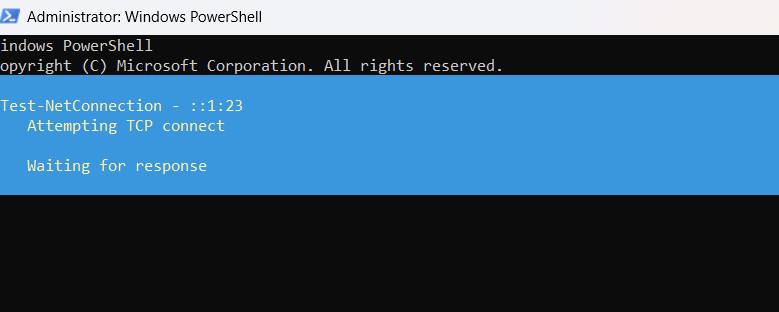 Administrator: Windows PowerShell
indows PowerShell
opyright (C) Microsoft Corporation. All rights reserved.
Test-NetConnection - ::1:23
Attempting TCP connect
Waiting for response